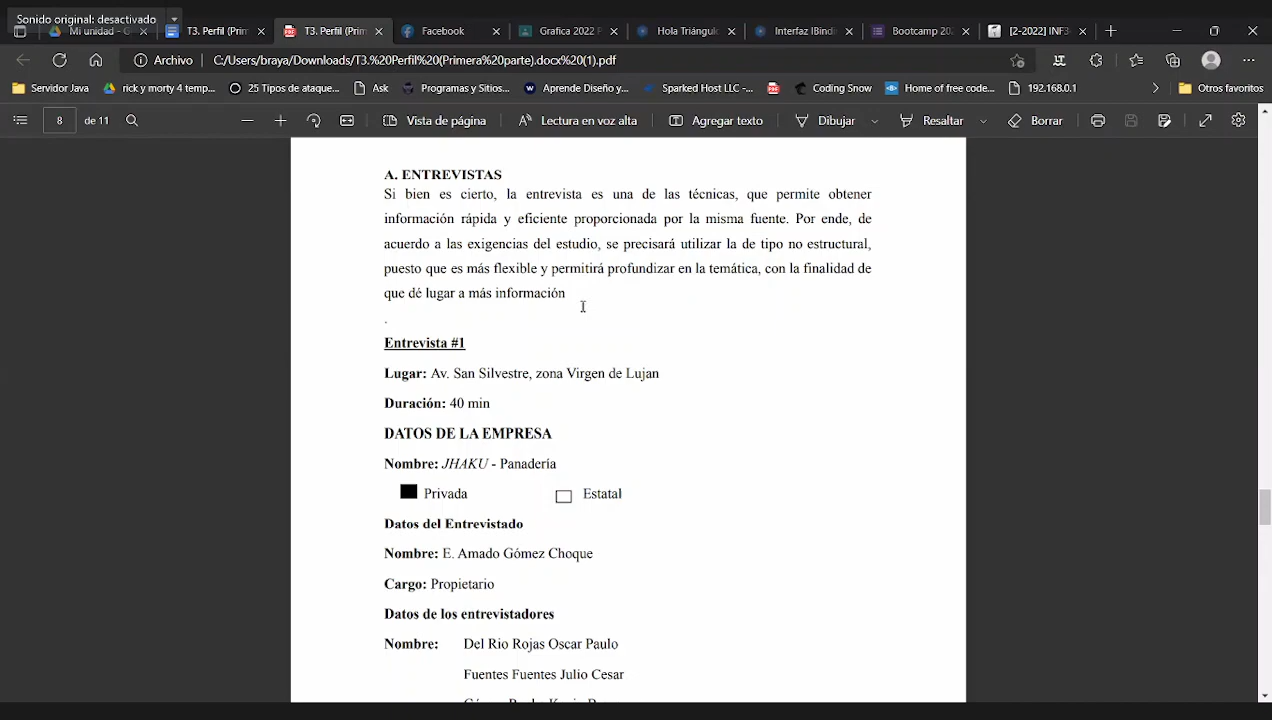 Sonido original: desactivado
Mi unidad - G
T3. Perfil (Prim
T3. Perfil (Prim
Facebook
Grafica 2022 P
Hola Triángul
Interfaz IBindi
Bootcamp 202
[2-2022] INF3
Archivo
C:/Users/braya/Downloads/T3.%20Perfil%20(Primera%20parte).docx%20(1).pdf
Servidor Java
rick y morty 4 temp...
25 Tipos de ataque...
Ask
Programas y Sitios...
Aprende Diseño y...
Sparked Host LLC -...
Coding Snow
Home of free code...
192.168.0.1
Otros favoritos
8
de 11
Vista de página
Lectura en voz alta
Agregar texto
Dibujar
Resaltar
Borrar
A. ENTREVISTAS
Si bien es cierto, la entrevista es una de las técnicas, que permite obtener
información rápida y eficiente proporcionada por la misma fuente. Por ende, de
acuerdo a las exigencias del estudio, se precisará utilizar la de tipo no estructural,
puesto que es más flexible y permitirá profundizar en la temática, con la finalidad de
que dé lugar a más información
.
Entrevista #1
Lugar: Av. San Silvestre, zona Virgen de Lujan
Duración: 40 min
DATOS DE LA EMPRESA
Nombre: JHAKU - Panadería
Privada
Estatal
Datos del Entrevistado
Nombre: E. Amado Gómez Choque
Cargo: Propietario
Datos de los entrevistadores
Nombre: Del Rio Rojas Oscar Paulo
Fuentes Fuentes Julio Cesar